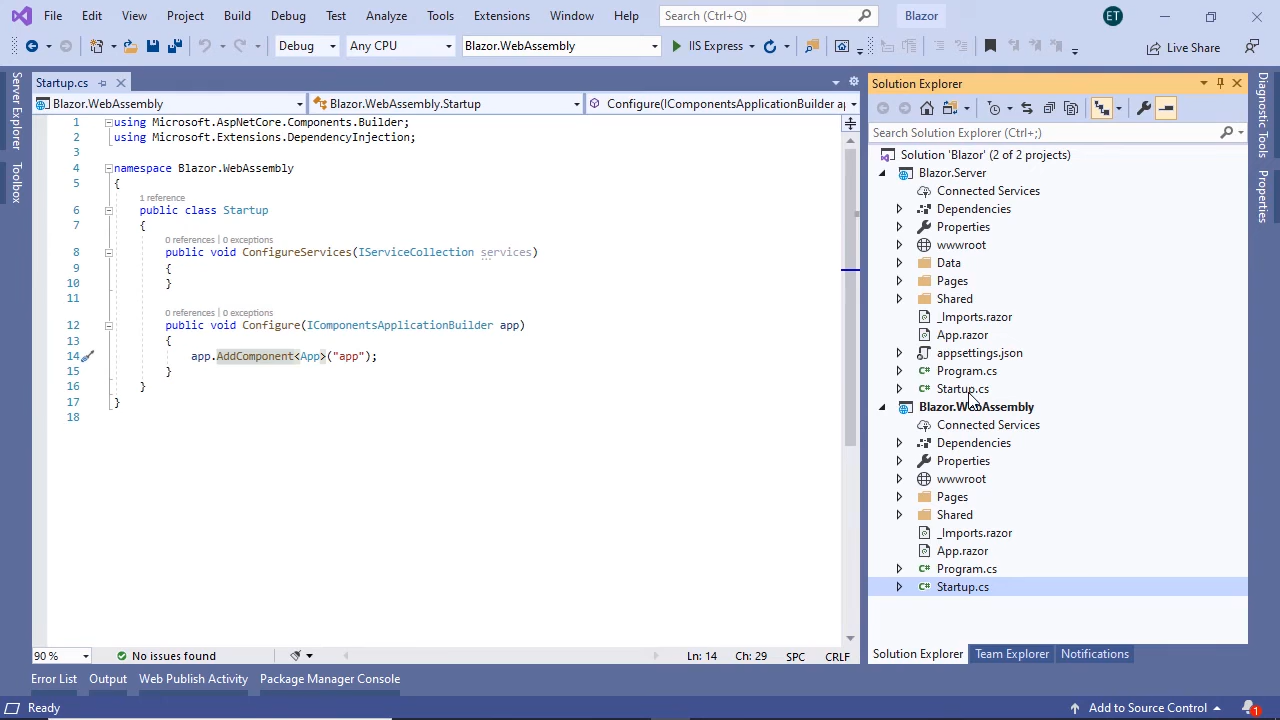 File Edit View Project Build Debug Test Analyze Tools Extensions Window Help Search (Ctrl+Q) Blazor ET
Debug Any CPU Blazor.WebAssembly IIS Express Live Share
Server Explorer
Toolbox
Startup.cs
Blazor.WebAssembly Blazor.WebAssembly.Startup Configure(IComponentsApplicationBuilder ap
1 using Microsoft.AspNetCore.Components.Builder;
2 using Microsoft.Extensions.DependencyInjection;
3
4 namespace Blazor.WebAssembly
5 {
1 reference
6 public class Startup
7 {
0 references | 0 exceptions
8 public void ConfigureServices(IServiceCollection services)
9 {
10 }
11
0 references | 0 exceptions
12 public void Configure(IComponentsApplicationBuilder app)
13 {
14 app.AddComponent<App>("app");
15 }
16 }
17 }
18
90 % No issues found Ln: 14 Ch: 29 SPC CRLF
Solution Explorer
Search Solution Explorer (Ctrl+;)
Solution 'Blazor' (2 of 2 projects)
Blazor.Server
Connected Services
Dependencies
Properties
wwwroot
Data
Pages
Shared
_Imports.razor
App.razor
appsettings.json
Program.cs
Startup.cs
Blazor.WebAssembly
Connected Services
Dependencies
Properties
wwwroot
Pages
Shared
_Imports.razor
App.razor
Program.cs
Startup.cs
Solution Explorer Team Explorer Notifications
Diagnostic Tools
Properties
Error List Output Web Publish Activity Package Manager Console
Ready Add to Source Control 1